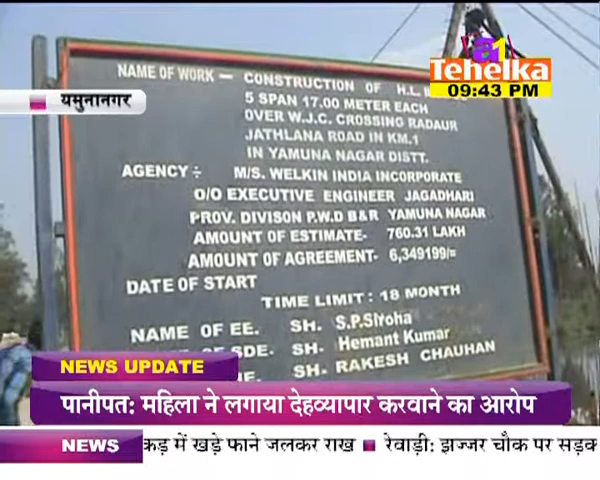 a1
Tehelka
09:43 PM
यमुनानगर
NAME OF WORK – CONSTRUCTION OF H.L.
5 SPAN 17.00 METER EACH
OVER W.J.C. CROSSING RADAUR
JATHLANA ROAD IN KM.1
IN YAMUNA NAGAR DISTT.
AGENCY ÷ M/S. WELKIN INDIA INCORPORATE
O/O EXECUTIVE ENGINEER JAGADHARI
PROV. DIVISON P.W.D B&R YAMUNA NAGAR
AMOUNT OF ESTIMATE- 760.31 LAKH
AMOUNT OF AGREEMENT- 6,349199/=
DATE OF START
TIME LIMIT : 18 MONTH
NAME OF EE. SH. S.P.Siroha
OF SDE. SH. Hemant Kumar
SH. RAKESH CHAUHAN
NEWS UPDATE
पानीपत: महिला ने लगाया देहव्यापार करवाने का आरोप
NEWS कड़ में खड़े फाने जलकर राख ■ रेवाड़ी: झज्जर चौक पर सड़क